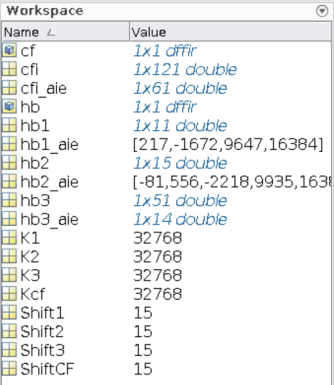 Workspace
Name Value
cf 1x1 dffir
cfi 1x121 double
cfi_aie 1x61 double
hb 1x1 dffir
hb1 1x11 double
hb1_aie [217,-1672,9647,16384]
hb2 1x15 double
hb2_aie [-81,556,-2218,9935,1638
hb3 1x51 double
hb3_aie 1x14 double
K1 32768
K2 32768
K3 32768
Kcf 32768
Shift1 15
Shift2 15
Shift3 15
ShiftCF 15